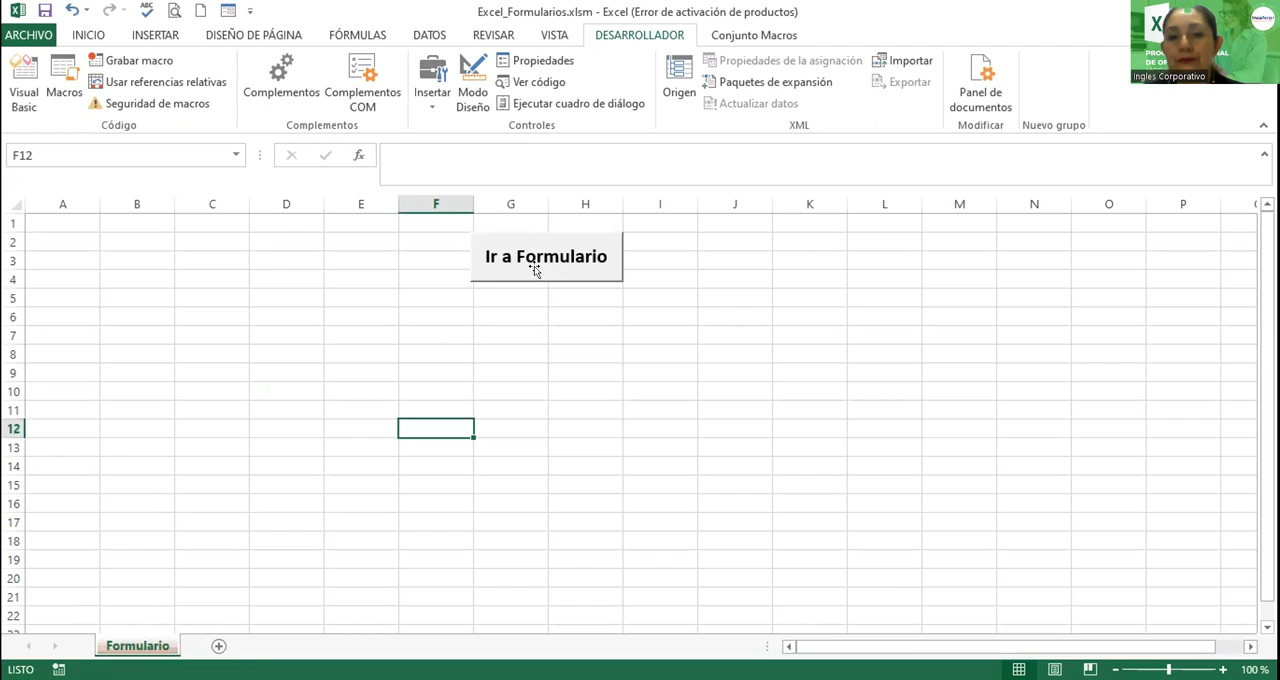 Excel_Formularios.xlsm - Excel (Error de activación de productos)
ARCHIVO INICIO INSERTAR DISEÑO DE PÁGINA FÓRMULAS DATOS REVISAR VISTA DESARROLLADOR Conjunto Macros
Ingles Corporativo
Visual Basic
Macros
Grabar macro
Usar referencias relativas
Seguridad de macros
Código
Complementos
Complementos COM
Complementos
Insertar
Modo Diseño
Propiedades
Ver código
Ejecutar cuadro de diálogo
Controles
Origen
Propiedades de la asignación
Paquetes de expansión
Actualizar datos
Importar
Exportar
XML
Panel de documentos
Modificar
Nuevo grupo
F12
fx
A B C D E F G H I J K L M N O P
1
2
3
4
5
6
7
8
9
10
11
12
13
14
15
16
17
18
19
20
21
22
Ir a Formulario
Formulario
LISTO
100 %